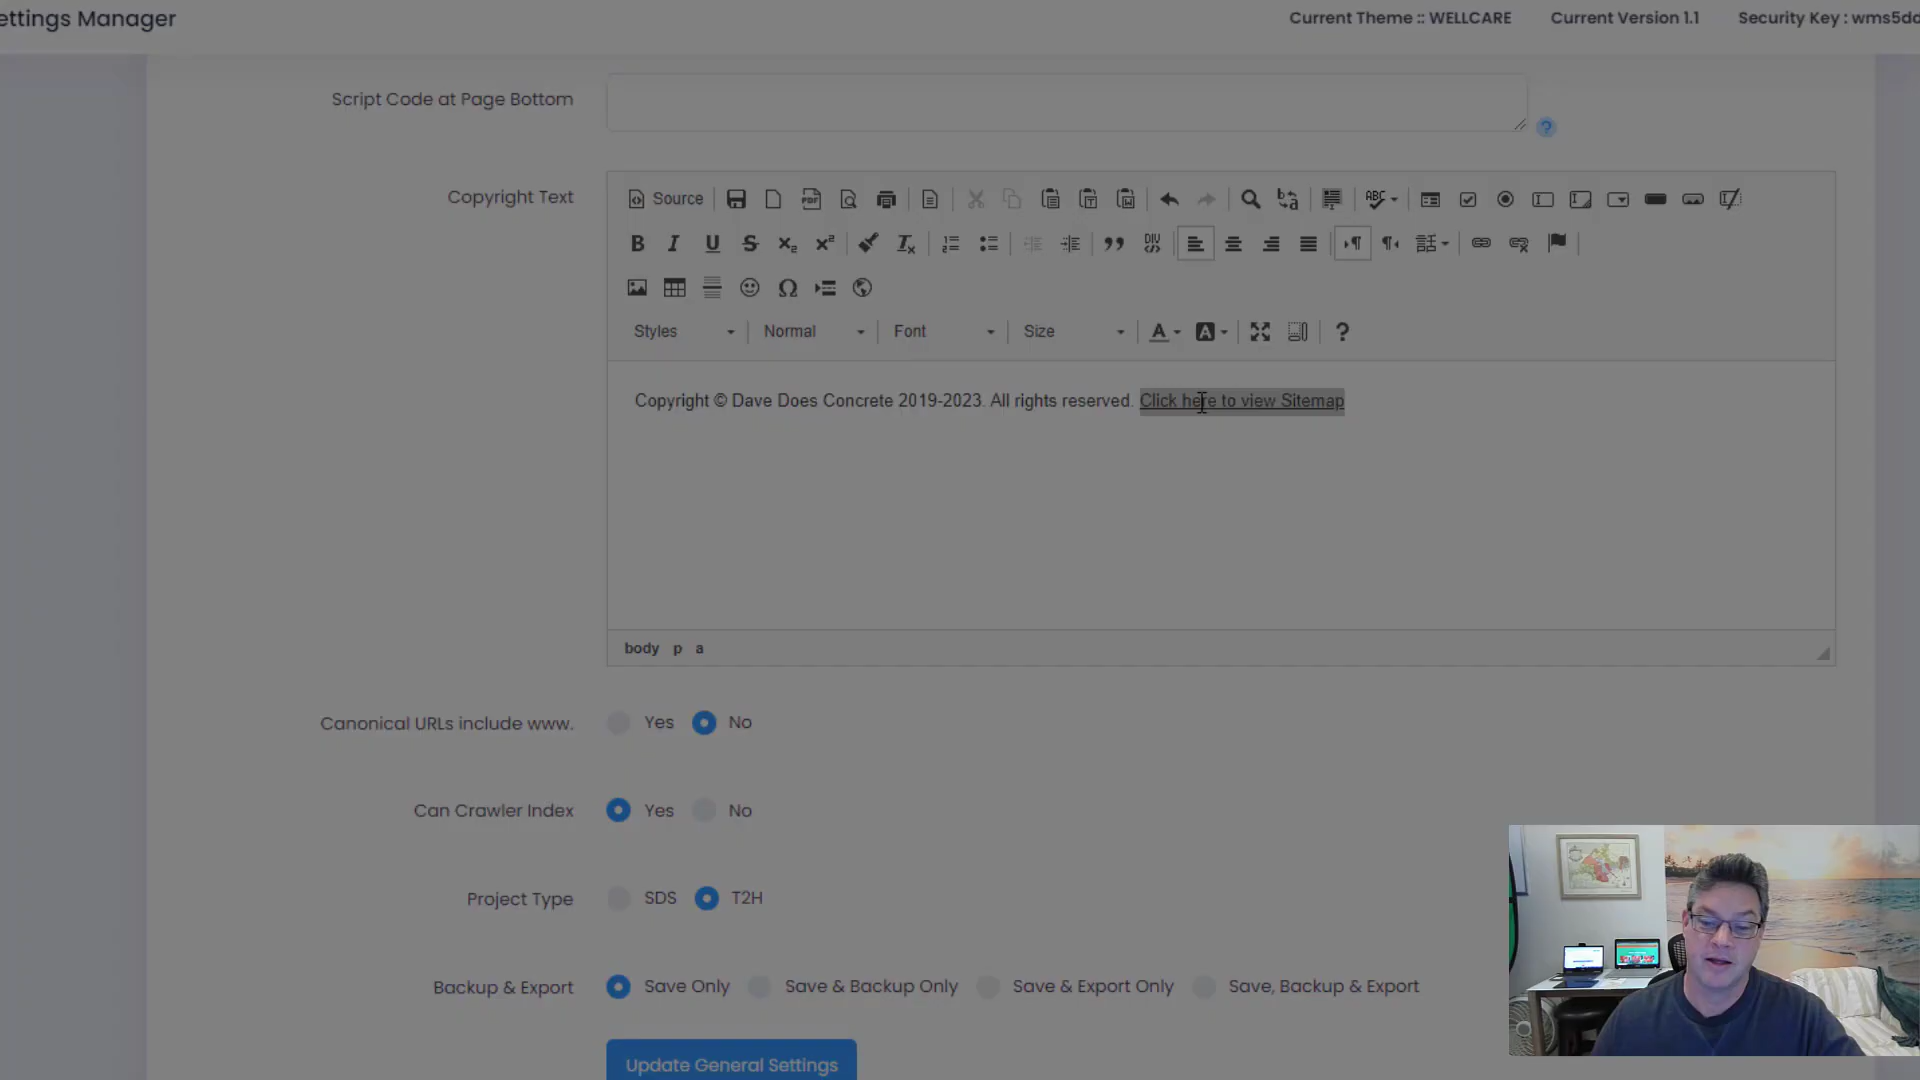 ettings Manager
Current Theme :: WELLCARE Current Version 1.1 Security Key : wms5dd
Script Code at Page Bottom
?
Copyright Text
Source
Styles Normal Font Size ?
Copyright © Dave Does Concrete 2019-2023. All rights reserved. Click here to view Sitemap
body p a
Canonical URLs include www. Yes No
Can Crawler Index Yes No
Project Type SDS T2H
Backup & Export Save Only Save & Backup Only Save & Export Only Save, Backup & Export
Update General Settings